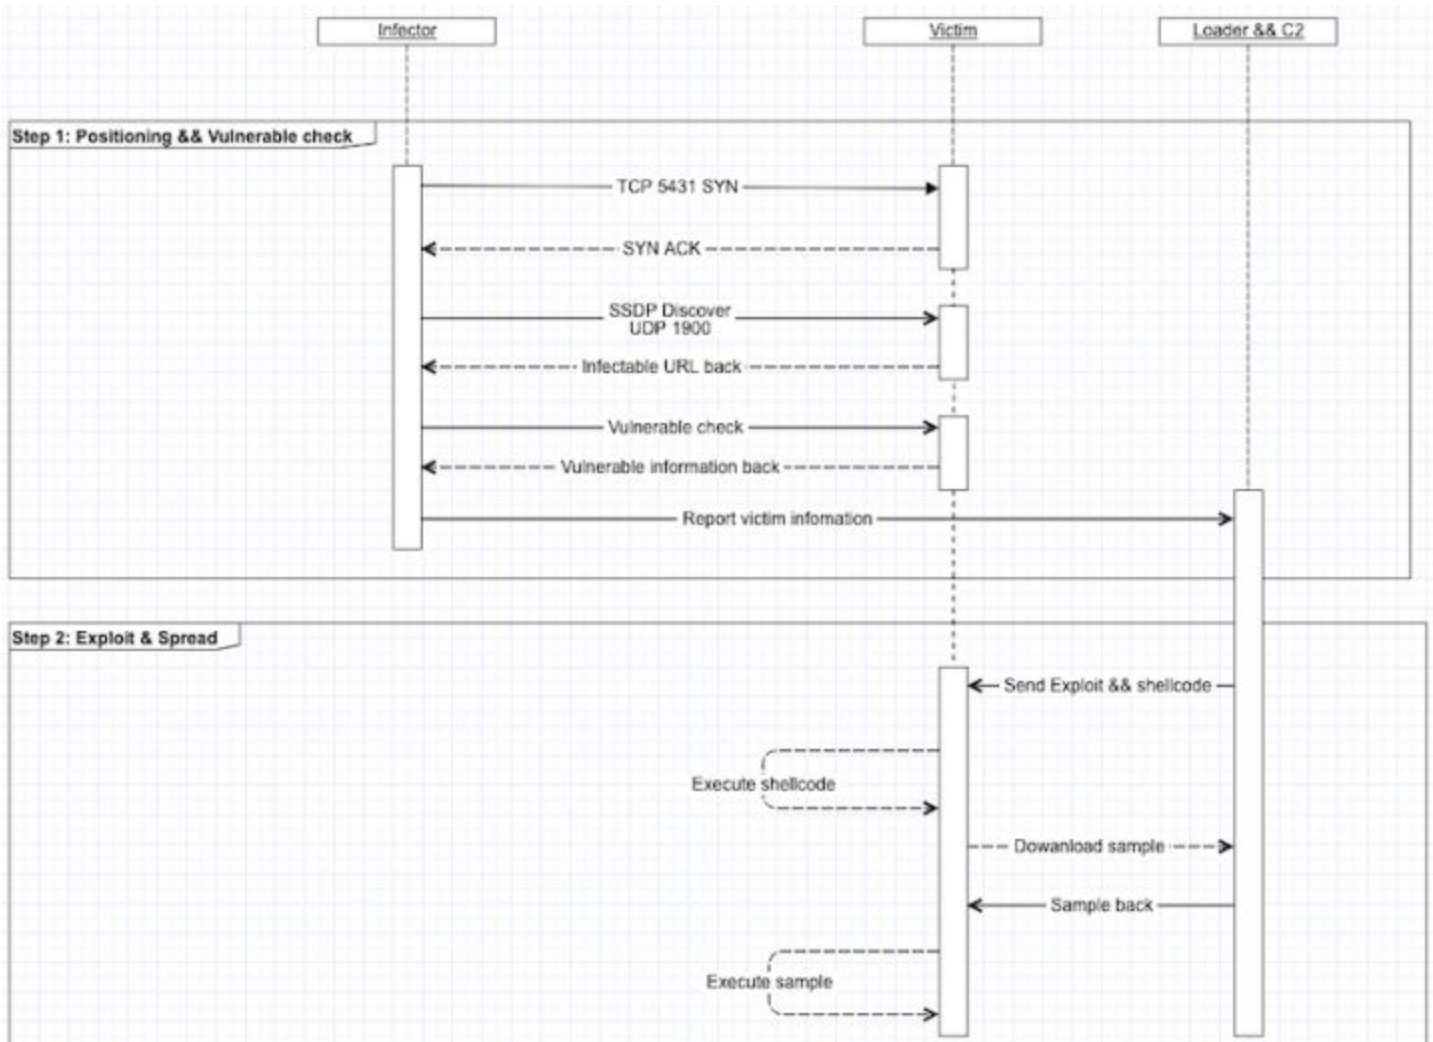 Infector
Victim
Loader && C2
Step 1: Positioning && Vulnerable check
TCP 5431 SYN
SYN ACK
SSDP Discover
UDP 1900
Infectable URL back
Vulnerable check
Vulnerable information back
Report victim infomation
Step 2: Exploit & Spread
Send Exploit && shellcode
Execute shellcode
Dowanload sample
Sample back
Execute sample